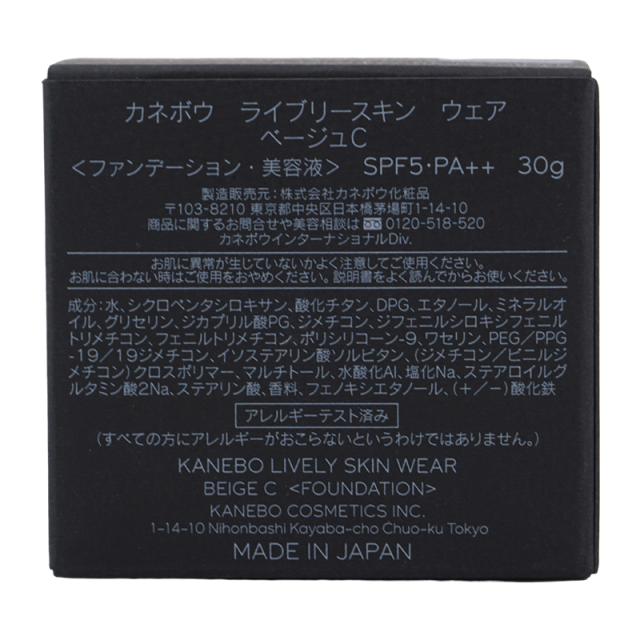 カネボウ　ライブリースキン　ウェア
ベージュC
＜ファンデーション・美容液＞　SPF5・PA++　30g
製造販売元：株式会社カネボウ化粧品
〒103-8210 東京都中央区日本橋茅場町1-14-10
商品に関するお問合せや美容相談は 0120-518-520
カネボウインターナショナルDiv.
お肌に異常が生じていないかよく注意してご使用ください。
お肌に合わない時はご使用をおやめください。説明書をよく読んでからお使いください。
成分：水、シクロペンタシロキサン、酸化チタン、DPG、エタノール、ミネラルオ
イル、グリセリン、ジカプリル酸PG、ジメチコン、ジフェニルシロキシフェニル
トリメチコン、フェニルトリメチコン、ポリシリコーン-9、ワセリン、PEG／PPG
-19／19ジメチコン、イソステアリン酸ソルビタン、(ジメチコン／ビニルジ
メチコン)クロスポリマー、マルチトール、水酸化Al、塩化Na、ステアロイルグ
ルタミン酸2Na、ステアリン酸、香料、フェノキシエタノール、(+／-)酸化鉄
アレルギーテスト済み
(すべての方にアレルギーがおこらないというわけではありません。)
KANEBO LIVELY SKIN WEAR
BEIGE C ＜FOUNDATION＞
KANEBO COSMETICS INC.
1-14-10 Nihonbashi Kayaba-cho Chuo-ku Tokyo
MADE IN JAPAN